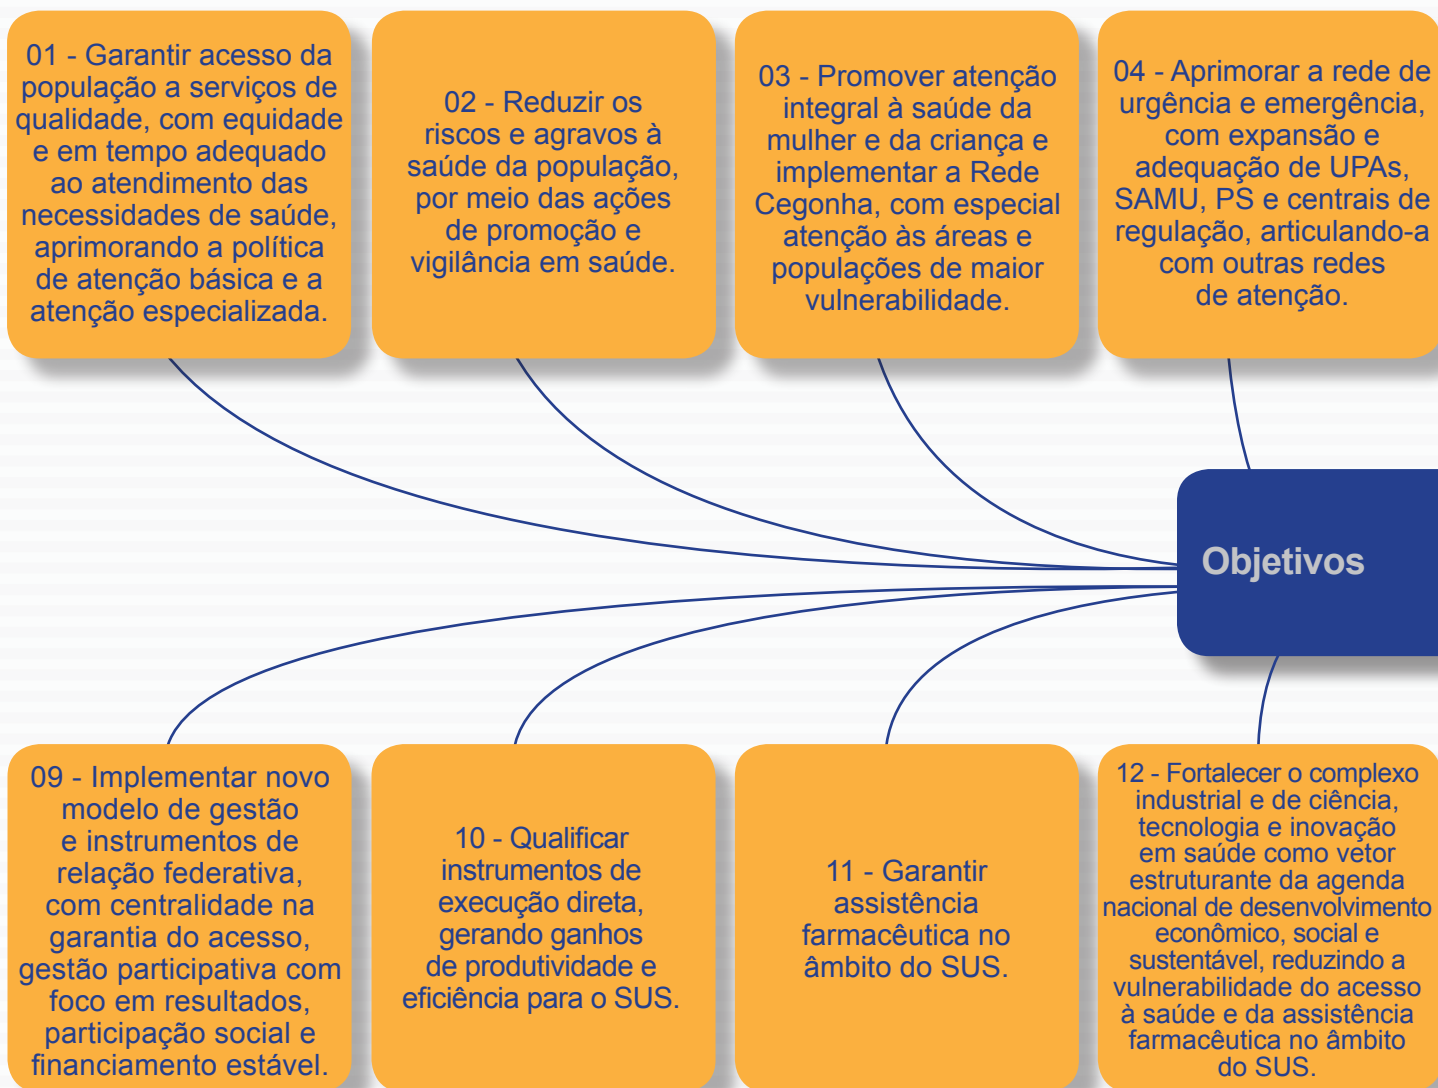 01 - Garantir acesso da
população a serviços de
qualidade, com equidade
e em tempo adequado
ao atendimento das
necessidades de saúde,
aprimorando a política
de atenção básica e a
atenção especializada.
02 - Reduzir os
riscos e agravos à
saúde da população,
por meio das ações
de promoção e
vigilância em saúde.
03 - Promover atenção
integral à saúde da
mulher e da criança e
implementar a Rede
Cegonha, com especial
atenção às áreas e
populações de maior
vulnerabilidade.
04 - Aprimorar a rede de
urgência e emergência,
com expansão e
adequação de UPAs,
SAMU, PS e centrais de
regulação, articulando-a
com outras redes
de atenção.
Objetivos
09 - Implementar novo
modelo de gestão
e instrumentos de
relação federativa,
com centralidade na
garantia do acesso,
gestão participativa com
foco em resultados,
participação social e
financiamento estável.
10 - Qualificar
instrumentos de
execução direta,
gerando ganhos
de produtividade e
eficiência para o SUS.
11 - Garantir
assistência
farmacêutica no
âmbito do SUS.
12 - Fortalecer o complexo
industrial e de ciência,
tecnologia e inovação
em saúde como vetor
estruturante da agenda
nacional de desenvolvimento
econômico, social e
sustentável, reduzindo a
vulnerabilidade do acesso
à saúde e da assistência
farmacêutica no âmbito
do SUS.